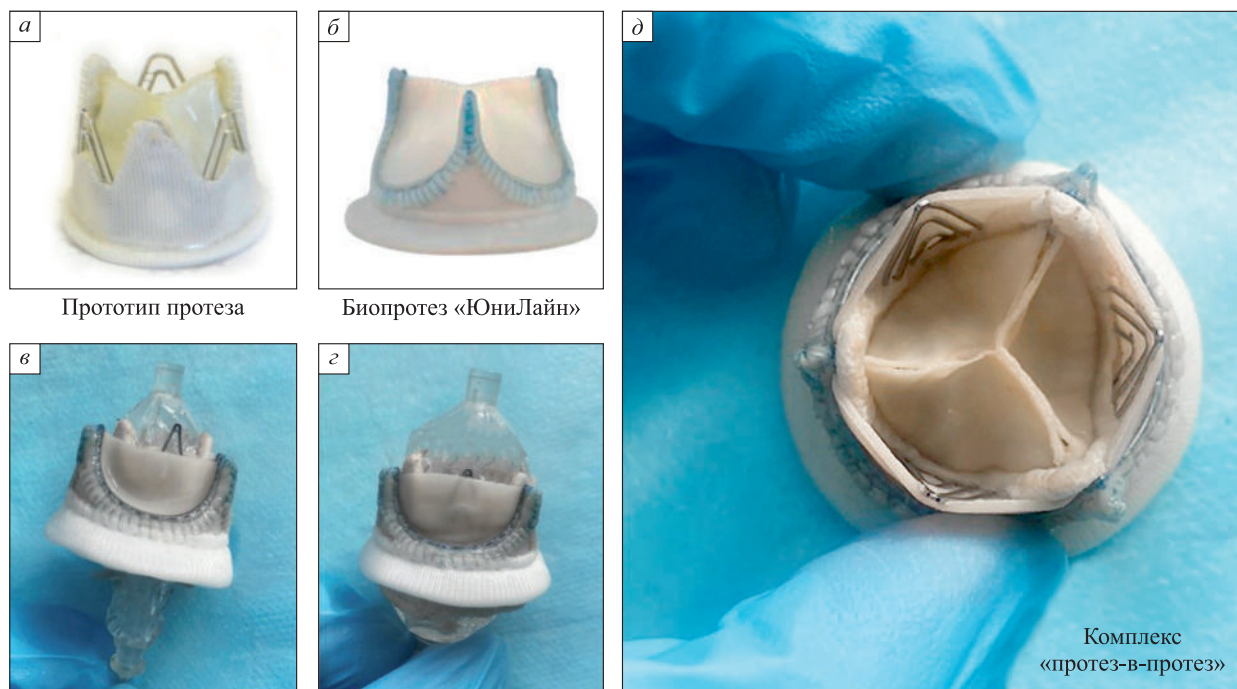 а
б
д
Прототип протеза
Биопротез «ЮниЛайн»
в
г
Комплекс
«протез-в-протез»